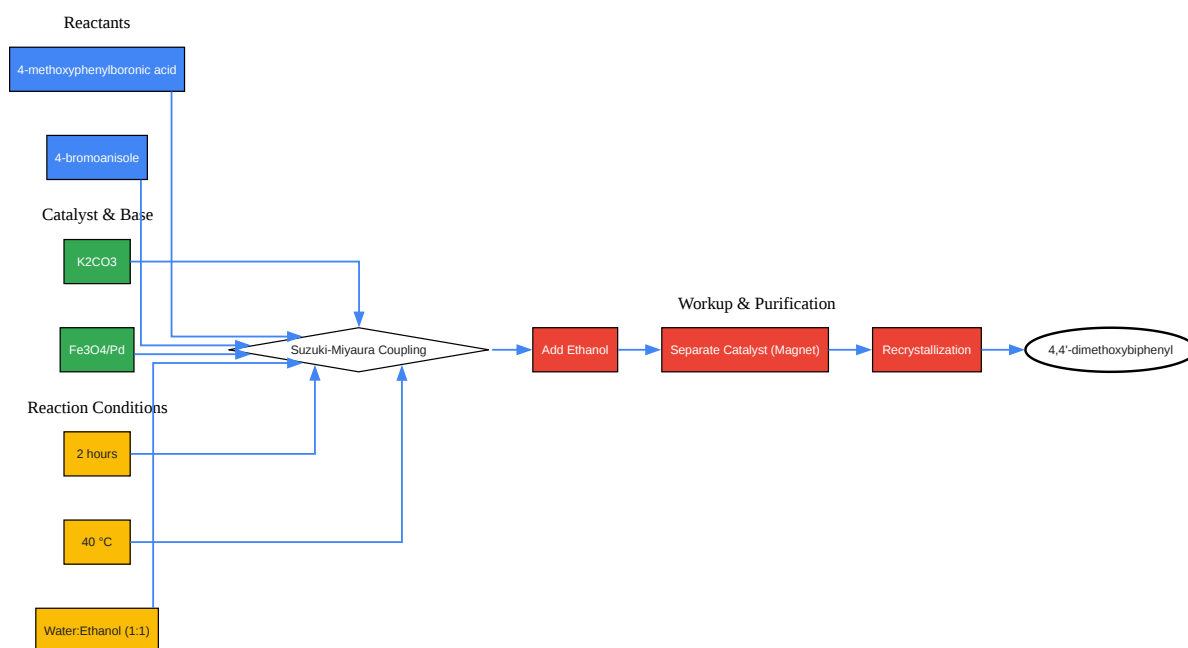 Reactants
4-methoxyphenylboronic acid
4-bromoanisole
Catalyst & Base
K2CO3
Fe3O4/Pd
Suzuki-Miyaura Coupling
Reaction Conditions
2 hours
40 °C
Water:Ethanol (1:1)
Workup & Purification
Add Ethanol
Separate Catalyst (Magnet)
Recrystallization
4,4'-dimethoxybiphenyl